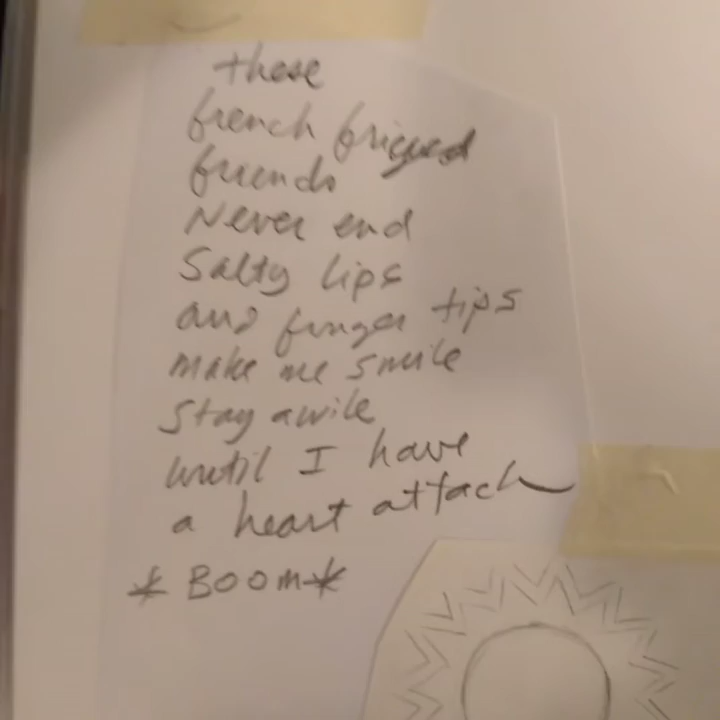 these
french frieyed
friends
Never end
Salty lips
and finger tips
make me smile
stay awile
until I have
a heart attack
*BOOM*